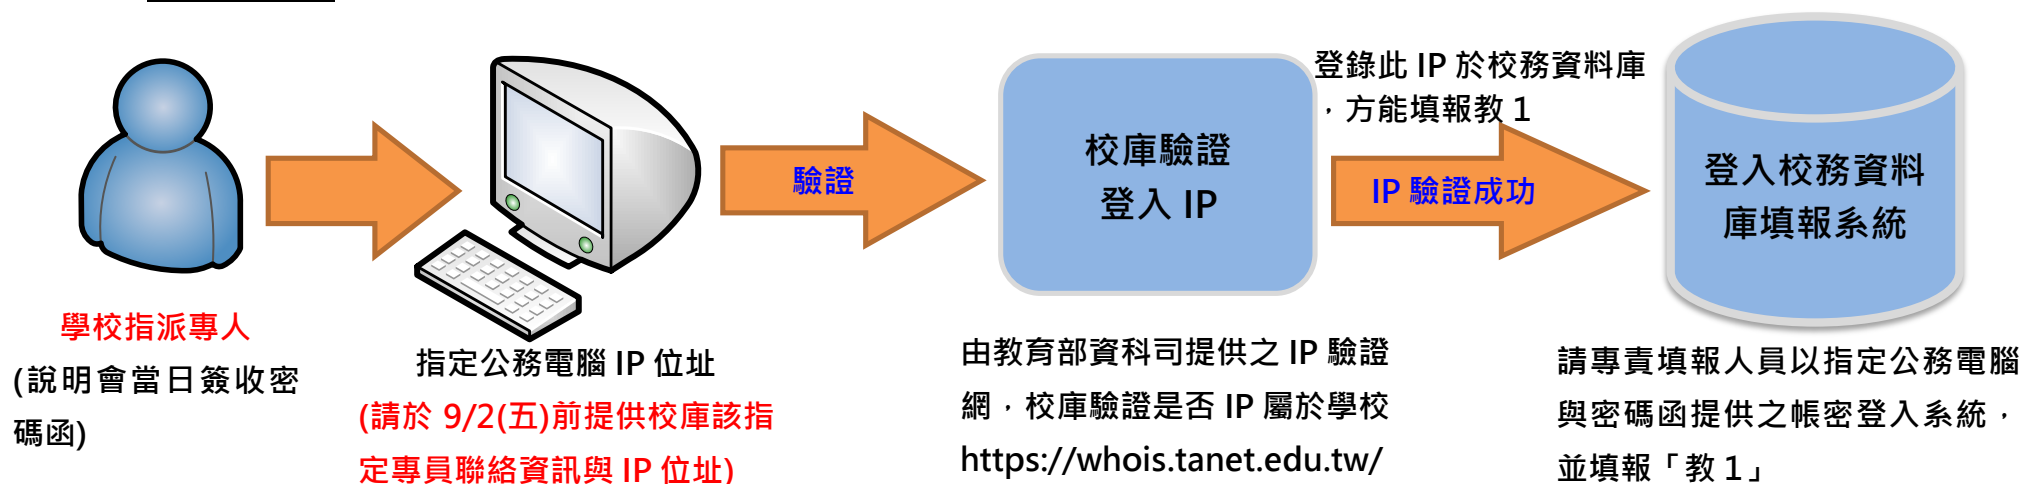 學校指派專人
(說明會當日簽收密
碼函)
指定公務電腦 IP 位址
(請於 9/2(五)前提供校庫該指
定專員聯絡資訊與 IP 位址)
驗證
校庫驗證
登入 IP
由教育部資科司提供之 IP 驗證
網，校庫驗證是否 IP 屬於學校
https://whois.tanet.edu.tw/
登錄此 IP 於校務資料庫
，方能填報教 1
IP 驗證成功
登入校務資料
庫填報系統
請專責填報人員以指定公務電腦
與密碼函提供之帳密登入系統，
並填報「教 1」